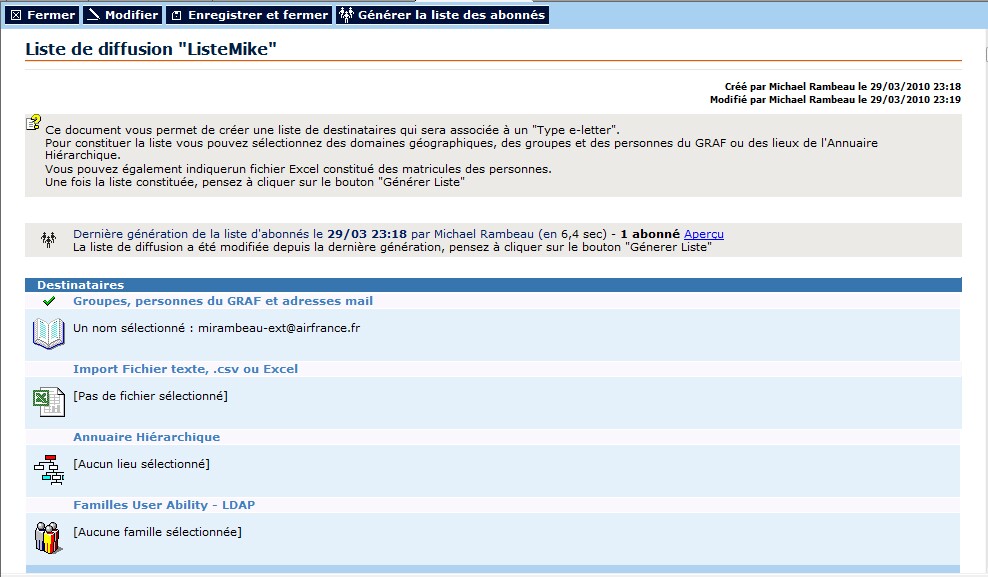 Fermer Modifier Enregistrer et fermer Générer la liste des abonnés
Liste de diffusion "ListeMike"
Créé par Michael Rambeau le 29/03/2010 23:18
Modifié par Michael Rambeau le 29/03/2010 23:19
Ce document vous permet de créer une liste de destinataires qui sera associée à un "Type e-letter".
Pour constituer la liste vous pouvez sélectionnez des domaines géographiques, des groupes et des personnes du GRAF ou des lieux de l'Annuaire
Hiérarchique.
Vous pouvez également indiquerun fichier Excel constitué des matricules des personnes.
Une fois la liste constituée, pensez à cliquer sur le bouton "Générer Liste"
Dernière génération de la liste d'abonnés le 29/03 23:18 par Michael Rambeau (en 6,4 sec) - 1 abonné Aperçu
La liste de diffusion a été modifiée depuis la dernière génération, pensez à cliquer sur le bouton "Génerer Liste"
Destinataires
Groupes, personnes du GRAF et adresses mail
Un nom sélectionné : mirambeau-ext@airfrance.fr
Import Fichier texte, .csv ou Excel
[Pas de fichier sélectionné]
Annuaire Hiérarchique
[Aucun lieu sélectionné]
Familles User Ability - LDAP
[Aucune famille sélectionnée]